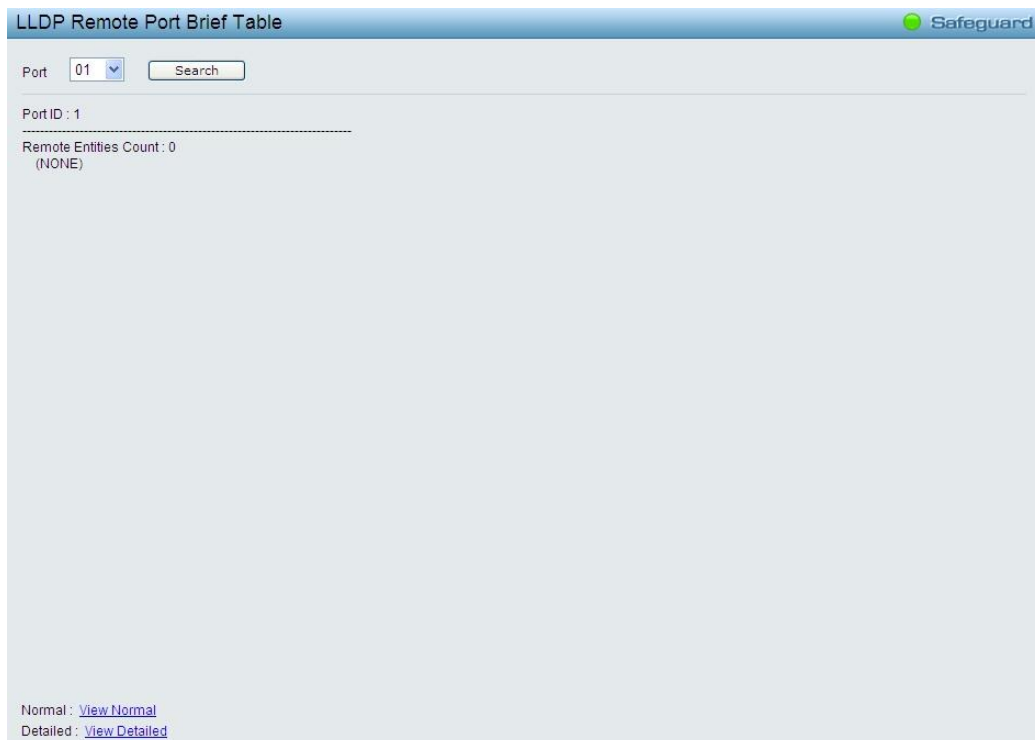 LLDP Remote Port Brief Table Safeguard
Port 01 Search
Port ID : 1
--------------------------------------------------------------------------
Remote Entities Count : 0
(NONE)
Normal : View Normal
Detailed : View Detailed